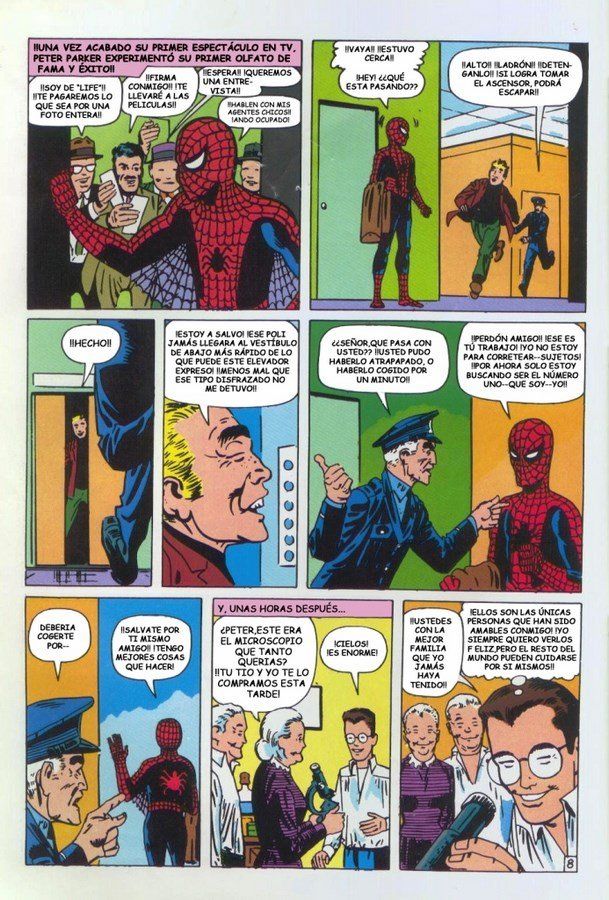 !!UNA VEZ ACABADO SU PRIMER ESPECTÁCULO EN TV,
PETER PARKER EXPERIMENTÓ SU PRIMER OLFATO DE
FAMA Y ÉXITO!!
!!SOY DE "LIFE"!!
!!TE PAGAREMOS LO
QUE SEA POR UNA
FOTO ENTERA!!
!!FIRMA
CONMIGO!! !!TE
LLEVARÉ A LAS
PELICULAS!!
!!ESPERA!! !QUEREMOS
UNA ENTRE-
VISTA!!
!!HABLEN CON MIS
AGENTES CHICOS!!
!ANDO OCUPADO!
!!VAYA!! !!ESTUVO
CERCA!!
!HEY! ¿¿QUÉ
ESTA PASANDO??
!!ALTO!! !!LADRÓN!! !!DETEN-
GANLO!! !!SI LOGRA TOMAR
EL ASCENSOR, PODRÁ
ESCAPAR!!
!!HECHO!!
!ESTOY A SALVO! !ESE POLI
JAMÁS LLEGARA AL VESTÍBULO
DE ABAJO MÁS RÁPIDO DE LO
QUE PUEDE ESTE ELEVADOR
EXPRESO! !!MENOS MAL QUE
ESE TIPO DISFRAZADO NO
ME DETUVO!!
¿¿SEÑOR,QUE PASA CON
USTED?? !!USTED PUDO
HABERLO ATRAPAPADO, O
HABERLO COGIDO POR
UN MINUTO!!
!!PERDÓN AMIGO!! !!ESE ES
TÚ TRABAJO! !YO NO ESTOY
PARA CORRETEAR--SUJETOS!
!!POR AHORA SOLO ESTOY
BUSCANDO SER EL NÚMERO
UNO--QUE SOY--YO!!
DEBERIA
COGERTE
POR--
!!SALVATE POR
TI MISMO
AMIGO!! !!TENGO
MEJORES COSAS
QUE HACER!
Y, UNAS HORAS DESPUÉS...
¿PETER,ESTE ERA
EL MICROSCOPIO
QUE TANTO
QUERIAS?
!!TU TIO Y YO TE LO
COMPRAMOS ESTA
TARDE!
!CIELOS!
!ES ENORME!
!!USTEDES
CON LA
MEJOR
FAMILIA
QUE YO
JAMÁS
HAYA
TENIDO!!
!ELLOS SON LAS ÚNICAS
PERSONAS QUE HAN SIDO
AMABLES CONMIGO! !YO
SIEMPRE QUIERO VERLOS
F ELIZ,PERO EL RESTO DEL
MUNDO PUEDEN CUIDARSE
POR SI MISMOS!!
8